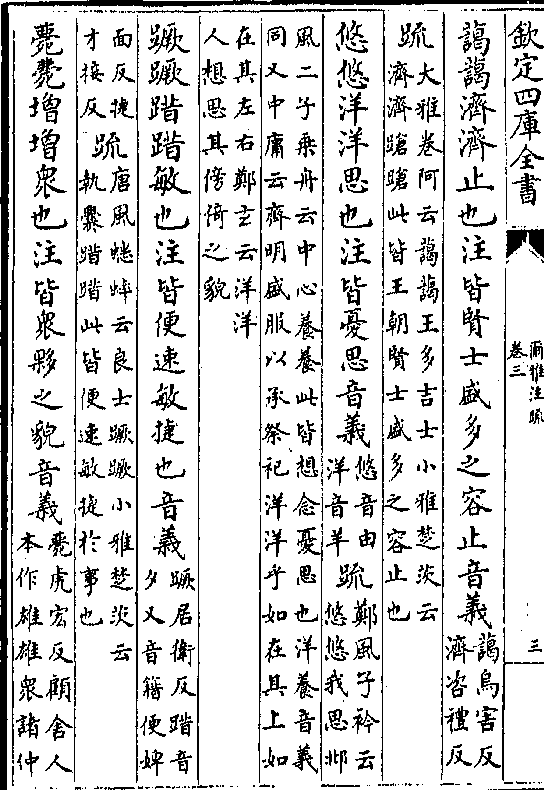 欽定四庫全書
爾雅注疏
卷三
三
藹藹濟濟止也注皆賢士盛多之容止音義藹烏害反
濟咨禮反
疏大雅卷阿云藹藹王多吉士小雅楚茨云
濟濟蹌蹌此皆王朝賢士盛多之容止也
悠悠洋洋思也注皆憂思音義悠音由
洋音羊
疏鄭風子衿云
悠悠我思邶
風二子乘舟云中心養養此皆想念憂思也洋養音義
同又中庸云齊明盛服以承祭祀洋洋乎如在其上如
在其左右鄭玄云洋洋
人想思其傍倚之貌
蹶蹶踖踖敏也注皆便速敏捷也音義蹶居衛反踖音
夕又音籍便婢
面反捷
才接反
疏唐風蟋蟀云良士蹶蹶小雅楚茨云
執爨踖踖此皆便速敏捷於事也
薨薨增增眾也注皆眾夥之貌音義薨虎宏反顧舍人
本作雄雄眾諸仲